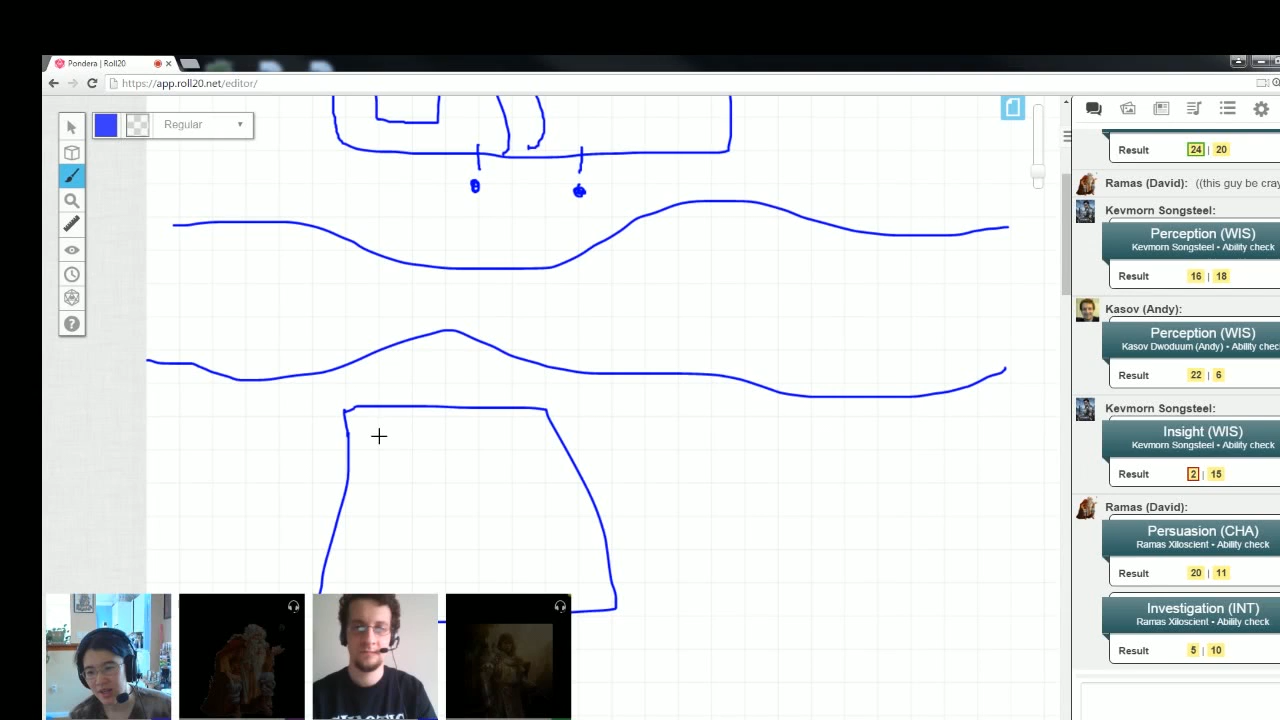 Pondera | Roll20
https://app.roll20.net/editor/
Regular
Result 24 | 20
Ramas (David): ((this guy be cray
Kevmorn Songsteel:
Perception (WIS)
Kevmorn Songsteel • Ability check
Result 16 | 18
Kasov (Andy):
Perception (WIS)
Kasov Dwoduum (Andy) • Ability chec
Result 22 | 6
Kevmorn Songsteel:
Insight (WIS)
Kevmorn Songsteel • Ability check
Result 2 | 15
Ramas (David):
Persuasion (CHA)
Ramas Xiloscient • Ability check
Result 20 | 11
Investigation (INT)
Ramas Xiloscient • Ability check
Result 5 | 10